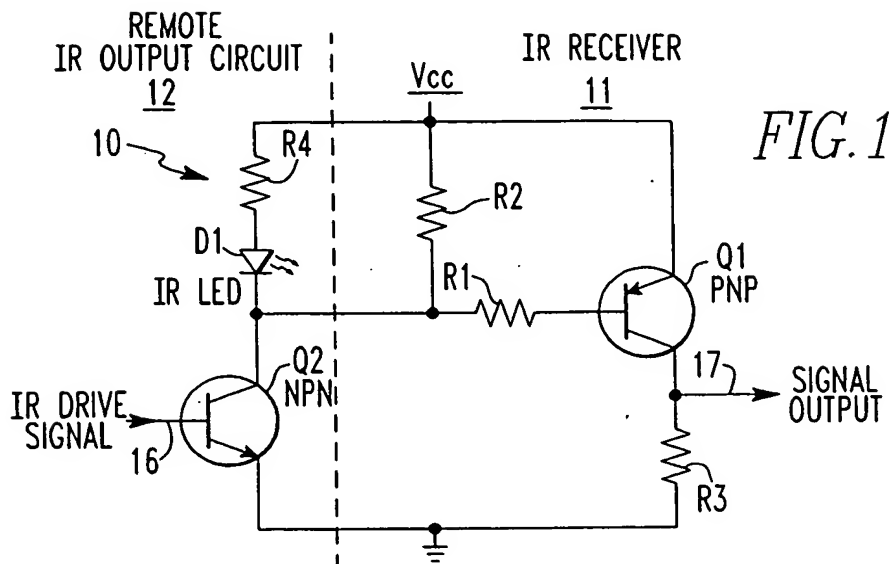 REMOTE
IR OUTPUT CIRCUIT
12
IR RECEIVER
11
Vcc
FIG. 1
10
R4
R2
D1
IR LED
R1
Q1
PNP
Q2
NPN
17
SIGNAL
OUTPUT
IR DRIVE
SIGNAL
16
R3